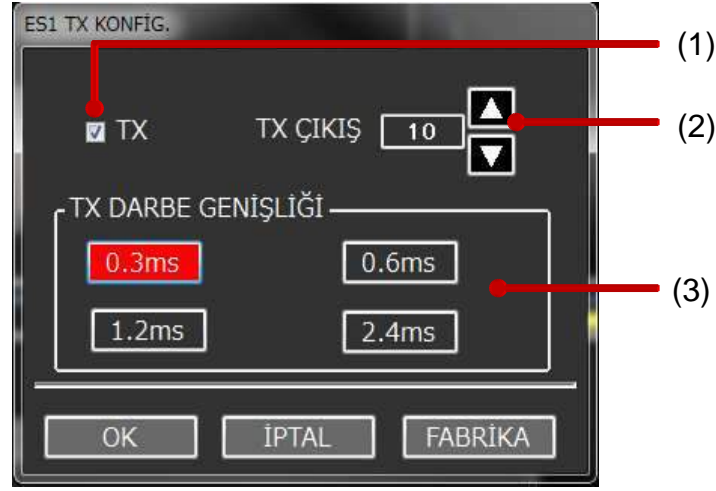 ES1 TX KONFİG.
(1)
TX
TX ÇIKIŞ 10
(2)
TX DARBE GENİŞLİĞİ
0.3ms 0.6ms
(3)
1.2ms 2.4ms
OK İPTAL FABRİKA